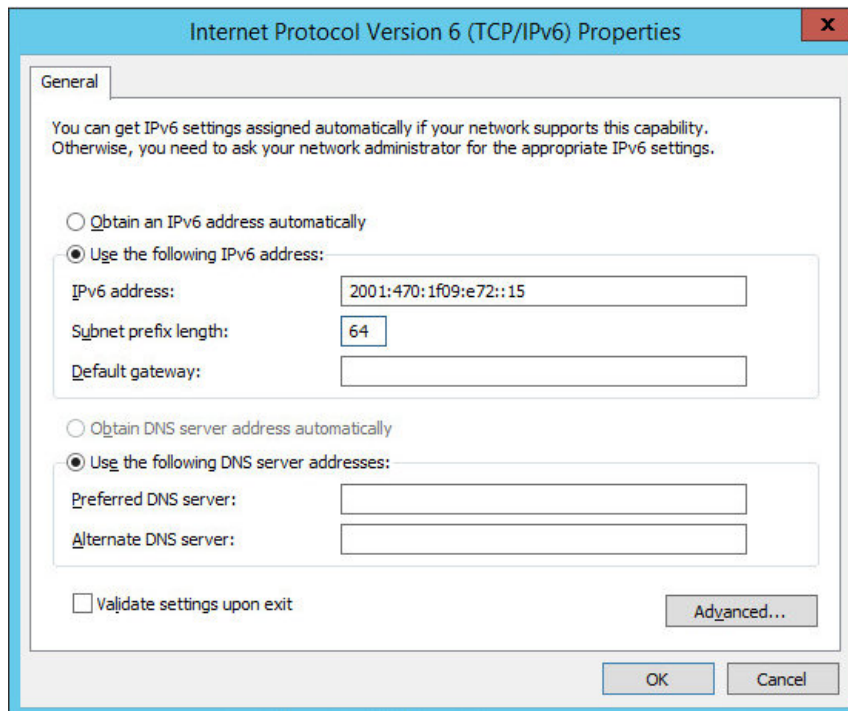 Internet Protocol Version 6 (TCP/IPv6) Properties
x
General
You can get IPv6 settings assigned automatically if your network supports this capability.
Otherwise, you need to ask your network administrator for the appropriate IPv6 settings.
Obtain an IPv6 address automatically
Use the following IPv6 address:
IPv6 address: 2001:470:1f09:e72::15
Subnet prefix length: 64
Default gateway:
Obtain DNS server address automatically
Use the following DNS server addresses:
Preferred DNS server:
Alternate DNS server:
Validate settings upon exit
Advanced...
OK Cancel